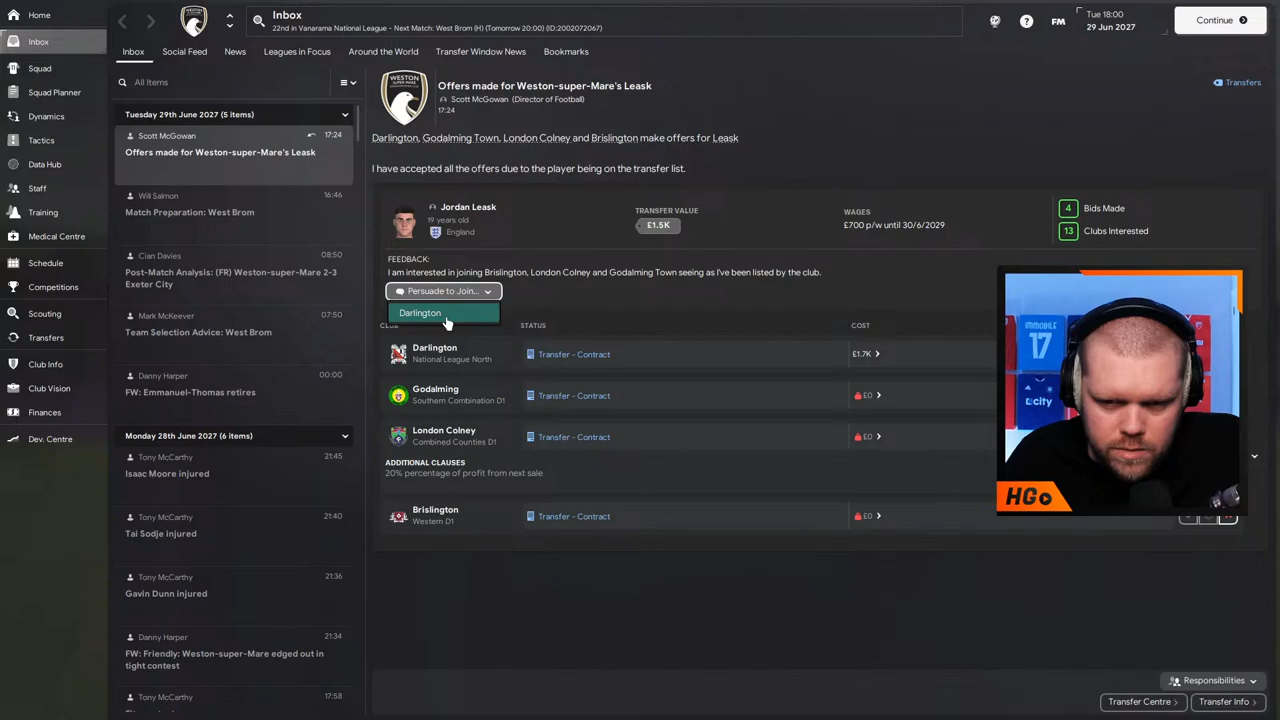 Home
Inbox
Squad
Squad Planner
Dynamics
Tactics
Data Hub
Staff
Training
Medical Centre
Schedule
Competitions
Scouting
Transfers
Club Info
Club Vision
Finances
Dev. Centre
Inbox
22nd in Vanarama National League - Next Match: West Brom (H) (Tomorrow 20:00) (ID:2002072067)
FM
Tue 18:00
29 Jun 2027
Continue
Inbox
Social Feed
News
Leagues in Focus
Around the World
Transfer Window News
Bookmarks
All Items
Tuesday 29th June 2027 (5 items)
Scott McGowan
17:24
Offers made for Weston-super-Mare's Leask
Will Salmon
16:46
Match Preparation: West Brom
Cian Davies
08:50
Post-Match Analysis: (FR) Weston-super-Mare 2-3
Exeter City
Mark McKeever
07:50
Team Selection Advice: West Brom
Danny Harper
00:00
FW: Emmanuel-Thomas retires
Monday 28th June 2027 (6 items)
Tony McCarthy
21:45
Isaac Moore injured
Tony McCarthy
21:40
Tai Sodje injured
Tony McCarthy
21:36
Gavin Dunn injured
Danny Harper
21:34
FW: Friendly: Weston-super-Mare edged out in
tight contest
Tony McCarthy
17:58
WESTON
Offers made for Weston-super-Mare's Leask
Scott McGowan (Director of Football)
17:24
Transfers
Darlington, Godalming Town, London Colney and Brislington make offers for Leask
I have accepted all the offers due to the player being on the transfer list.
Jordan Leask
19 years old
England
TRANSFER VALUE
£1.5K
WAGES
£700 p/w until 30/6/2029
4 Bids Made
13 Clubs Interested
FEEDBACK:
I am interested in joining Brislington, London Colney and Godalming Town seeing as I've been listed by the club.
Persuade to Join...
Darlington
STATUS
COST
Darlington
National League North
Transfer - Contract
£1.7K
Godalming
Southern Combination D1
Transfer - Contract
£0
London Colney
Combined Counties D1
Transfer - Contract
£0
ADDITIONAL CLAUSES
20% percentage of profit from next sale
Brislington
Western D1
Transfer - Contract
£0
IMMOBILE
17
city
HG
Responsibilities
Transfer Centre
Transfer Info